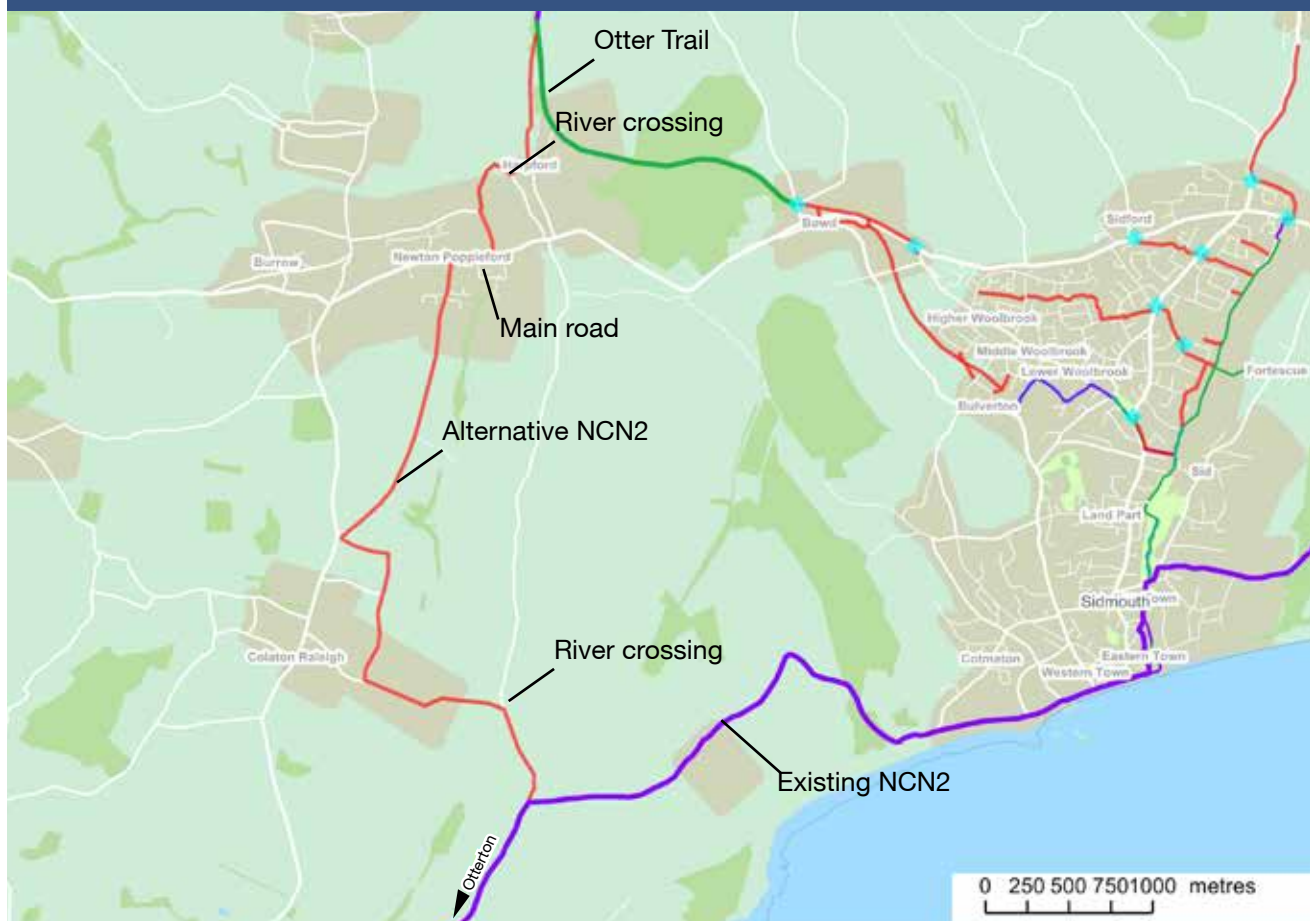 Otter Trail
River crossing
Harpford
Sidford
Bowd
Burrow
Newton Poppleford
Main road
Higher Woolbrook
Middle Woolbrook
Lower Woolbrook
Fortescue
Bulverton
Alternative NCN2
Sid
Land Part
Sidmouth
Colaton Raleigh
River crossing
Cotmaton
Eastern Town
Western Town
Existing NCN2
Otterton
0 250 500 7501000 metres